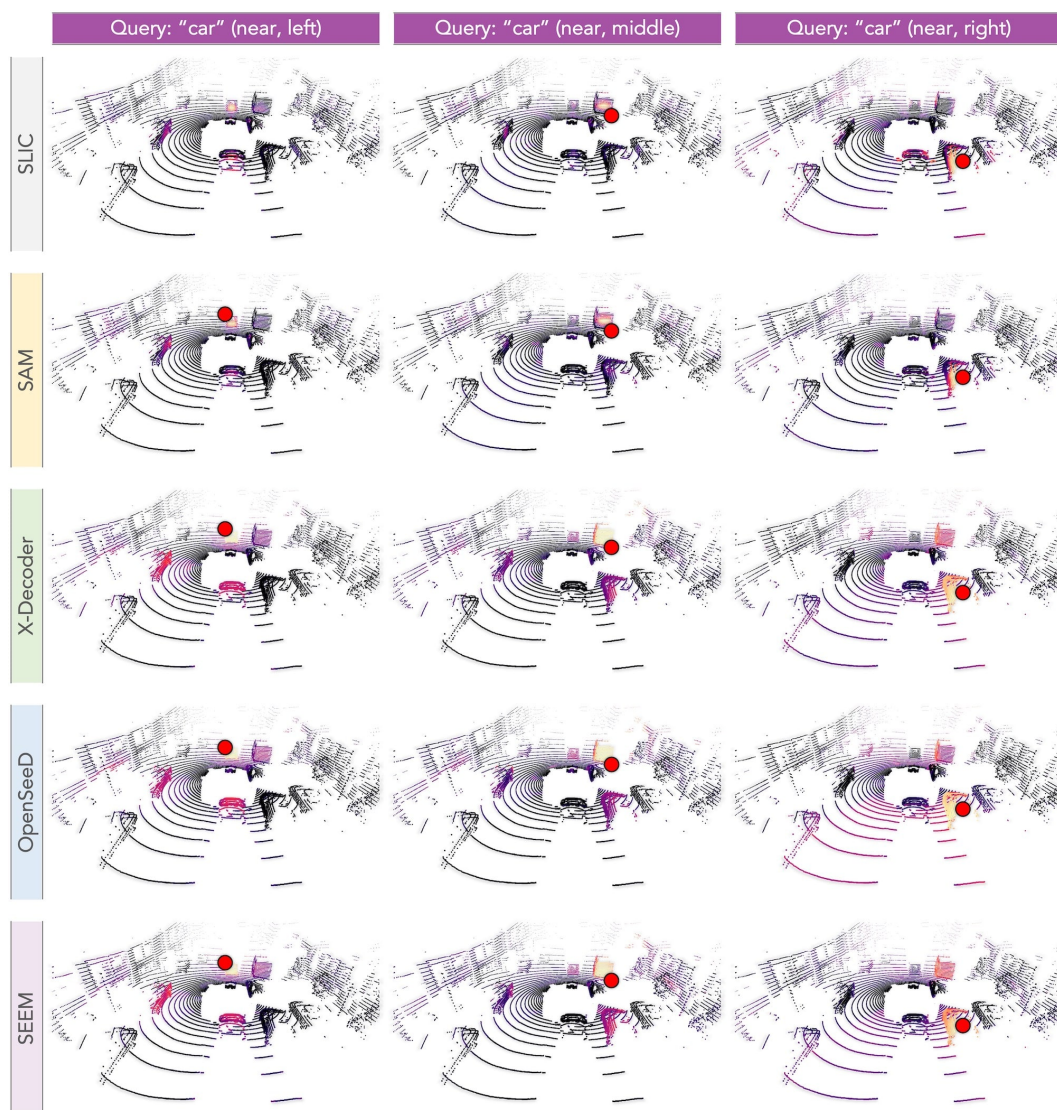 Query: “car” (near, left)
Query: “car” (near, middle)
Query: “car” (near, right)
SLIC
SAM
X-Decoder
OpenSeeD
SEEM